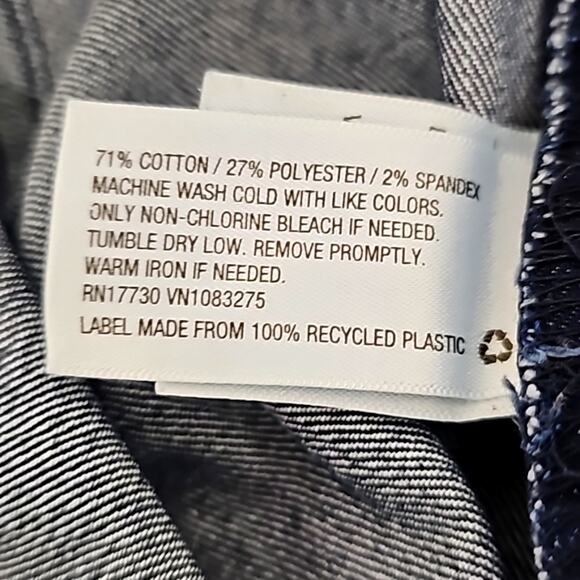 71% COTTON / 27% POLYESTER / 2% SPANDEX
MACHINE WASH COLD WITH LIKE COLORS.
ONLY NON-CHLORINE BLEACH IF NEEDED.
TUMBLE DRY LOW. REMOVE PROMPTLY.
WARM IRON IF NEEDED.
RN17730 VN1083275
LABEL MADE FROM 100% RECYCLED PLASTIC